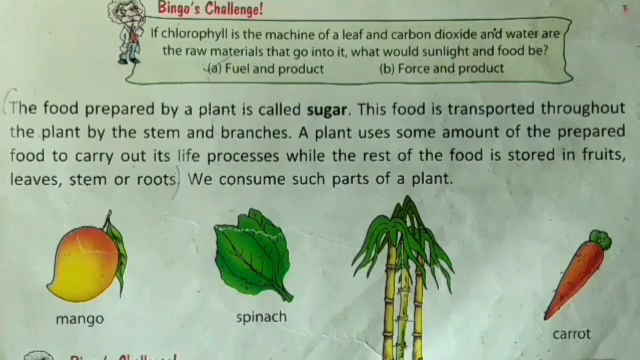 Bingo's Challenge!
If chlorophyll is the machine of a leaf and carbon dioxide and water are
the raw materials that go into it, what would sunlight and food be?
(a) Fuel and product (b) Force and product
The food prepared by a plant is called sugar. This food is transported throughout
the plant by the stem and branches. A plant uses some amount of the prepared
food to carry out its life processes while the rest of the food is stored in fruits,
leaves, stem or roots. We consume such parts of a plant.
mango
spinach
carrot